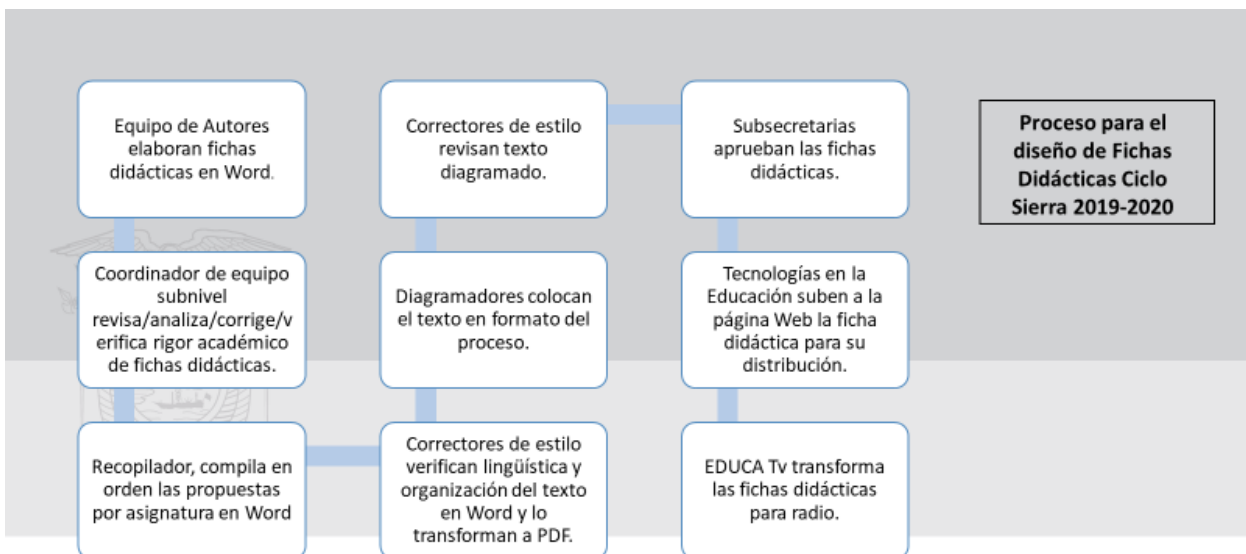 Equipo de Autores
elaboran fichas
didácticas en Word.
Coordinador de equipo
subnivel
revisa/analiza/corrige/v
erifica rigor académico
de fichas didácticas.
Recopilador, compila en
orden las propuestas
por asignatura en Word
Correctores de estilo
verifican lingüística y
organización del texto
en Word y lo
transforman a PDF.
Diagramadores colocan
el texto en formato del
proceso.
Correctores de estilo
revisan texto
diagramado.
Subsecretarias
aprueban las fichas
didácticas.
Tecnologías en la
Educación suben a la
página Web la ficha
didáctica para su
distribución.
EDUCA Tv transforma
las fichas didácticas
para radio.
Proceso para el
diseño de Fichas
Didácticas Ciclo
Sierra 2019-2020